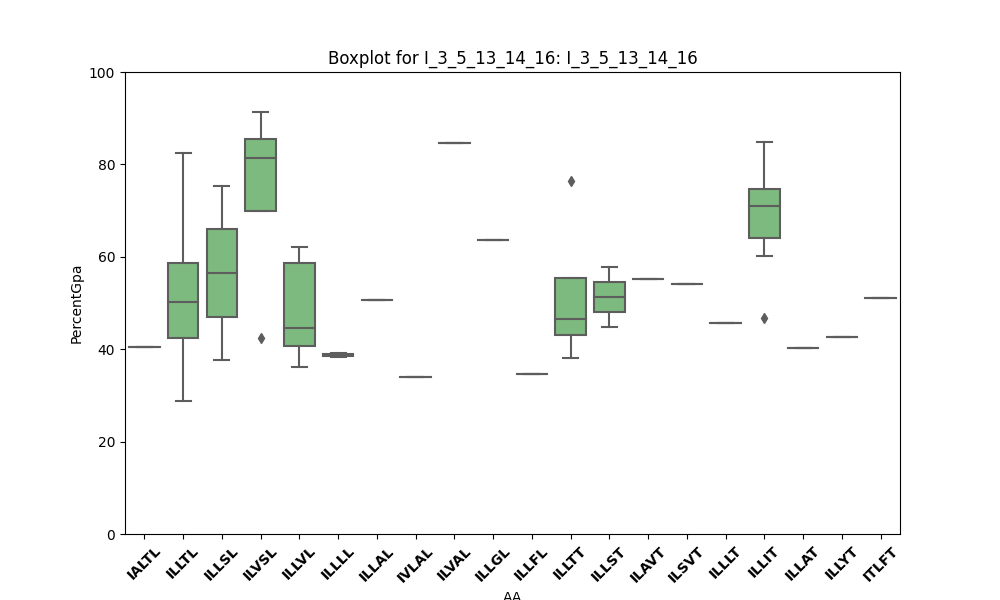 Boxplot for I_3_5_13_14_16: I_3_5_13_14_16
PercentGpa
100
80
60
40
20
0
IALTL ILLTL ILLSL ILVSL ILLVL ILLLL ILLAL IVLAL ILVAL ILLGL ILLFL ILLTT ILLST ILAVT ILSVT ILLLT ILLIT ILLAT ILLYT ITLFT
AA